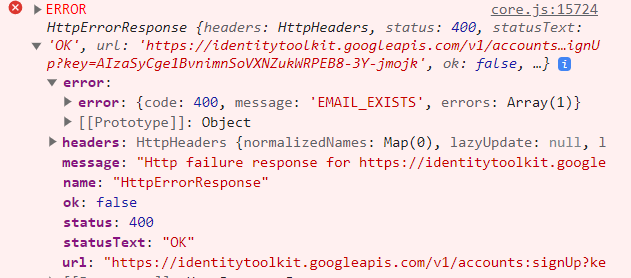 ERROR core.js:15724
HttpErrorResponse {headers: HttpHeaders, status: 400, statusText:
'OK', url: 'https://identitytoolkit.googleapis.com/v1/accounts…ignU
p?key=AIzaSyCge1BvnimnSoVXNZukWRPEB8-3Y-jmojk', ok: false, …} i
error:
error: {code: 400, message: 'EMAIL_EXISTS', errors: Array(1)}
[[Prototype]]: Object
headers: HttpHeaders {normalizedNames: Map(0), lazyUpdate: null, l
message: "Http failure response for https://identitytoolkit.google
name: "HttpErrorResponse"
ok: false
status: 400
statusText: "OK"
url: "https://identitytoolkit.googleapis.com/v1/accounts:signUp?ke